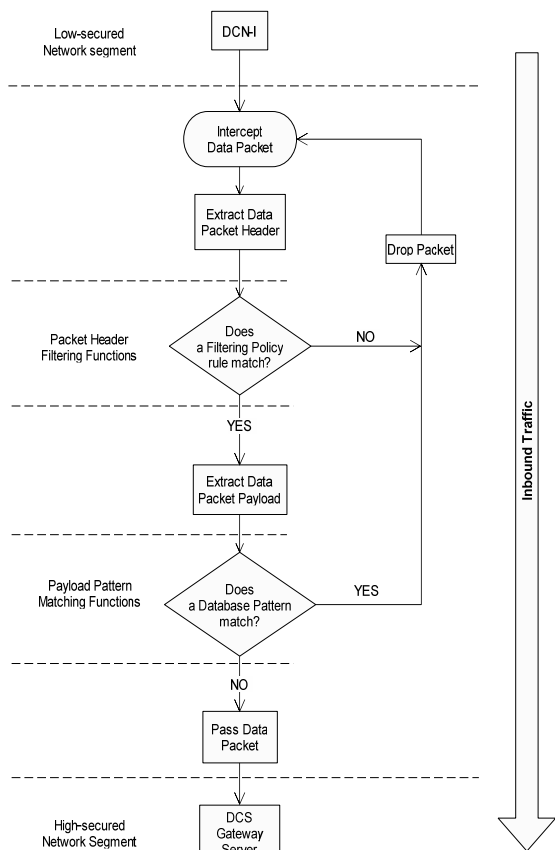 Low-secured
Network segment
DCN-I
Intercept
Data Packet
Extract Data
Packet Header
Drop Packet
Packet Header
Filtering Functions
Does
a Filtering Policy
rule match?
NO
YES
Extract Data
Packet Payload
Inbound Traffic
Payload Pattern
Matching Functions
Does
a Database Pattern
match?
YES
NO
Pass Data
Packet
High-secured
Network Segment
DCS
Gateway
Server